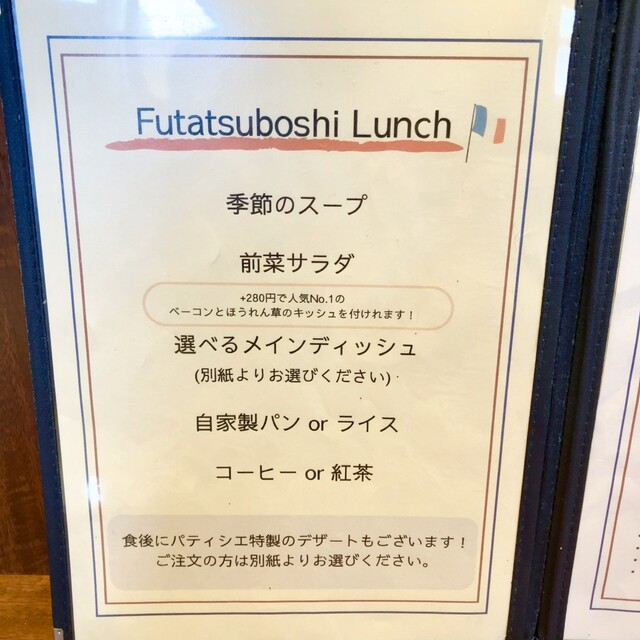 Futatsuboshi Lunch
季節のスープ
前菜サラダ
+280円で人気No.1の
ベーコンとほうれん草のキッシュを付けれます！
選べるメインディッシュ
(別紙よりお選びください)
自家製パン or ライス
コーヒー or 紅茶
食後にパティシエ特製のデザートもございます！
ご注文の方は別紙よりお選びください。